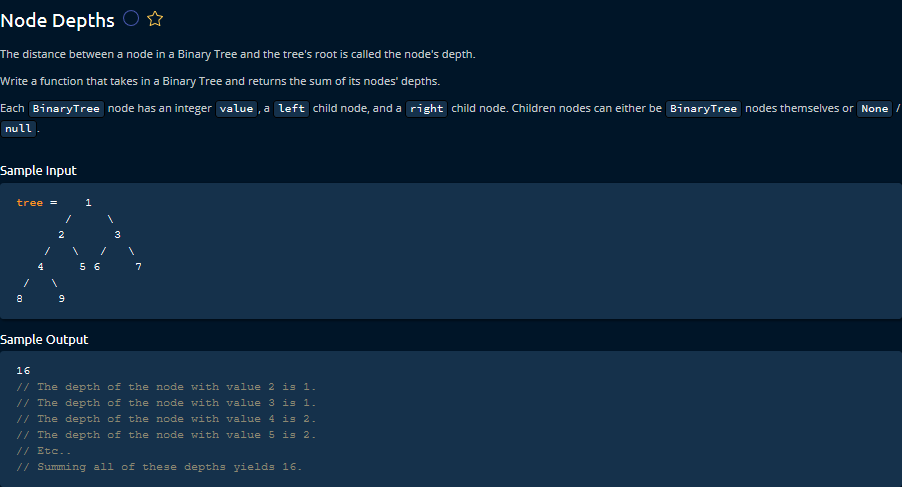 Node Depths
The distance between a node in a Binary Tree and the tree's root is called the node's depth.
Write a function that takes in a Binary Tree and returns the sum of its nodes' depths.
Each BinaryTree node has an integer value , a left child node, and a right child node. Children nodes can either be BinaryTree nodes themselves or None /
null .
Sample Input
tree =    1
       /     \
      2       3
    /   \   /   \
   4     5 6     7
 /   \
8     9
Sample Output
16
// The depth of the node with value 2 is 1.
// The depth of the node with value 3 is 1.
// The depth of the node with value 4 is 2.
// The depth of the node with value 5 is 2.
// Etc..
// Summing all of these depths yields 16.